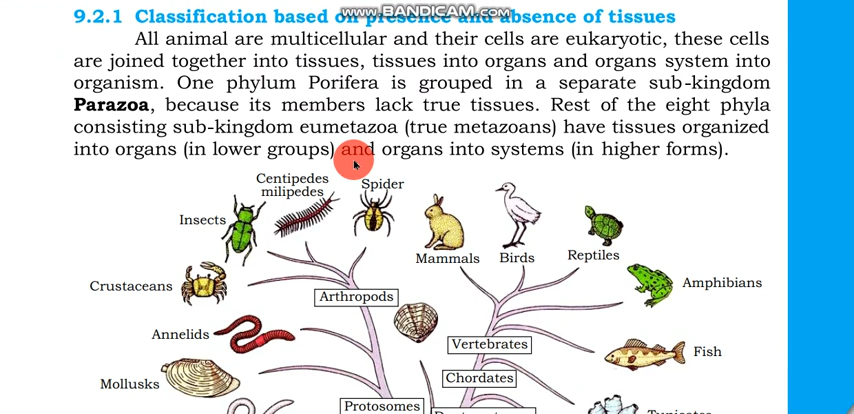 www.BANDICAM.com
9.2.1 Classification based on presence and absence of tissues
All animal are multicellular and their cells are eukaryotic, these cells
are joined together into tissues, tissues into organs and organs system into
organism. One phylum Porifera is grouped in a separate sub-kingdom
Parazoa, because its members lack true tissues. Rest of the eight phyla
consisting sub-kingdom eumetazoa (true metazoans) have tissues organized
into organs (in lower groups) and organs into systems (in higher forms).
Centipedes
milipedes
Spider
Insects
Mammals
Birds
Reptiles
Crustaceans
Amphibians
Arthropods
Annelids
Vertebrates
Fish
Mollusks
Chordates
Protosomes